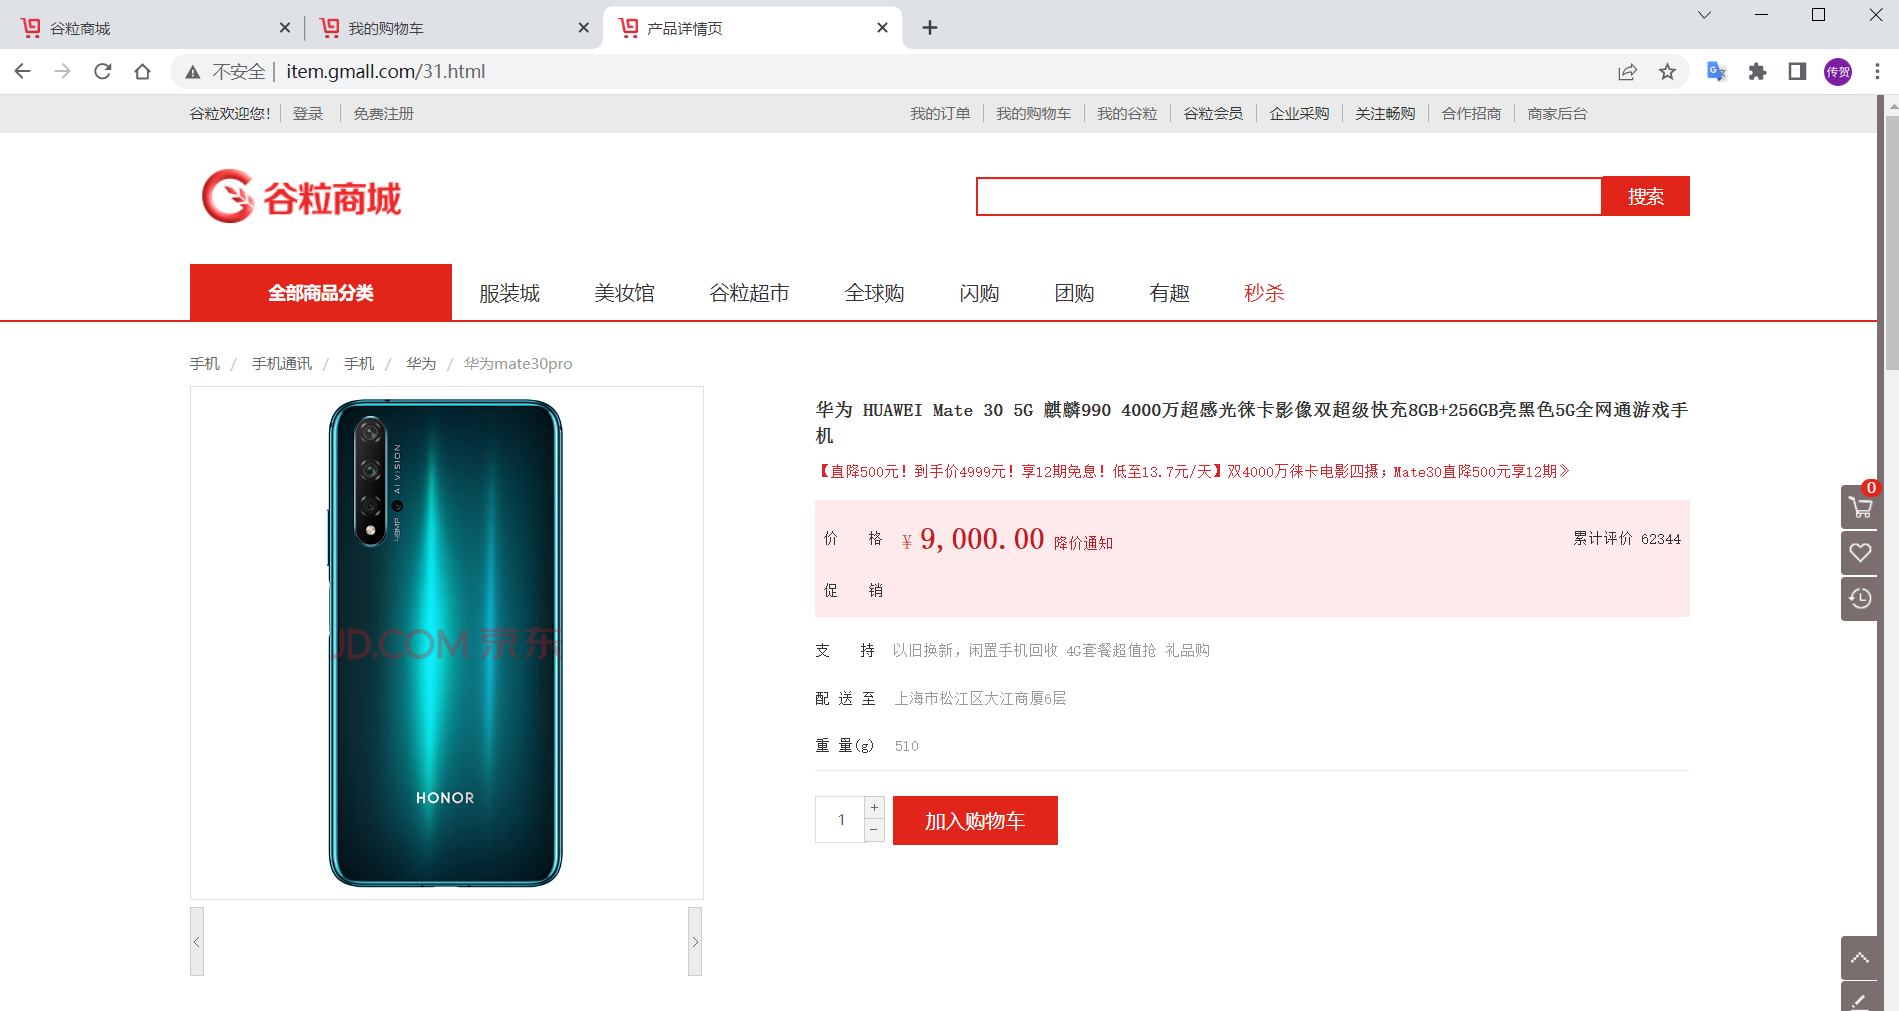 谷粒商城
我的购物车
产品详情页
不安全 item.gmall.com/31.html
传贺
谷粒欢迎您! 登录 免费注册
我的订单 我的购物车 我的谷粒 谷粒会员 企业采购 关注畅购 合作招商 商家后台
谷粒商城
搜索
全部商品分类 服装城 美妆馆 谷粒超市 全球购 闪购 团购 有趣 秒杀
手机 / 手机通讯 / 手机 / 华为 / 华为mate30pro
华为 HUAWEI Mate 30 5G 麒麟990 4000万超感光徕卡影像双超级快充8GB+256GB亮黑色5G全网通游戏手
机
【直降500元！到手价4999元！享12期免息！低至13.7元/天】双4000万徕卡电影四摄；Mate30直降500元享12期》
价 格 ¥ 9,000.00 降价通知
累计评价 62344
促 销
支 持 以旧换新，闲置手机回收 4G套餐超值抢 礼品购
配 送 至 上海市松江区大江商厦6层
重 量(g) 510
1 + -
加入购物车
0
48MP AI VISION
JD.COM 京东
HONOR